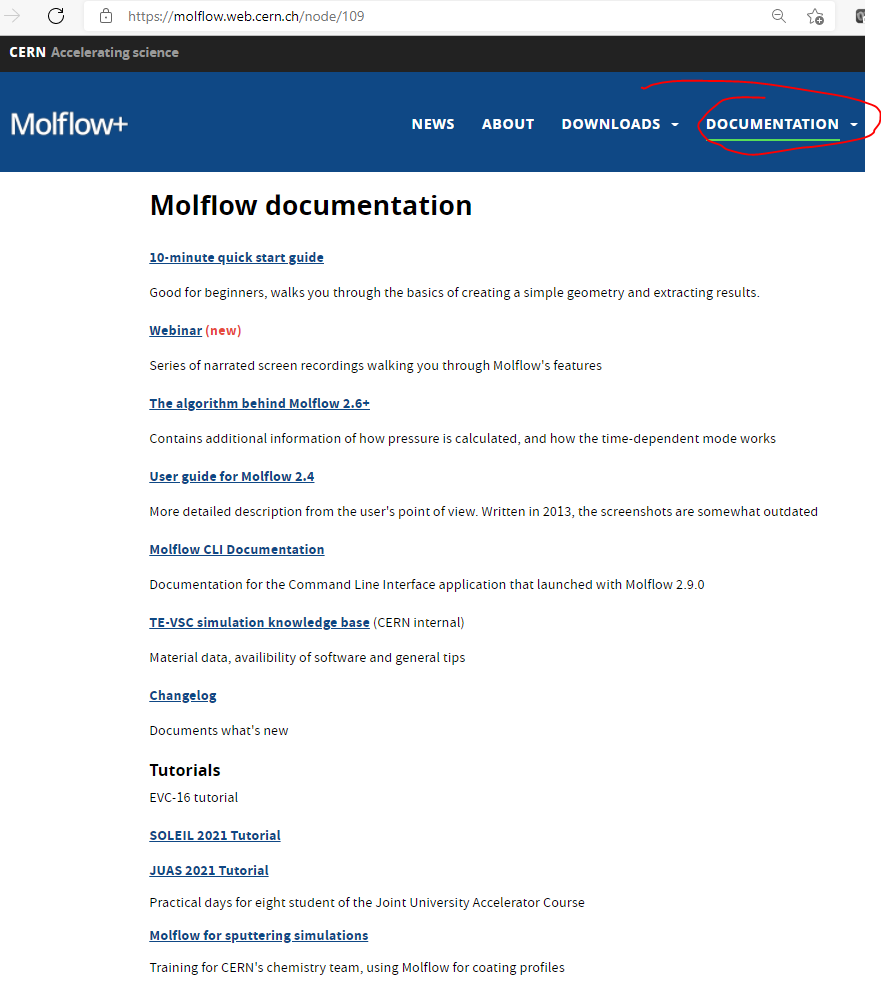 https://molflow.web.cern.ch/node/109
CERN Accelerating science
Molflow+
NEWS ABOUT DOWNLOADS DOCUMENTATION
Molflow documentation
10-minute quick start guide
Good for beginners, walks you through the basics of creating a simple geometry and extracting results.
Webinar (new)
Series of narrated screen recordings walking you through Molflow's features
The algorithm behind Molflow 2.6+
Contains additional information of how pressure is calculated, and how the time-dependent mode works
User guide for Molflow 2.4
More detailed description from the user's point of view. Written in 2013, the screenshots are somewhat outdated
Molflow CLI Documentation
Documentation for the Command Line Interface application that launched with Molflow 2.9.0
TE-VSC simulation knowledge base (CERN internal)
Material data, availibility of software and general tips
Changelog
Documents what's new
Tutorials
EVC-16 tutorial
SOLEIL 2021 Tutorial
JUAS 2021 Tutorial
Practical days for eight student of the Joint University Accelerator Course
Molflow for sputtering simulations
Training for CERN's chemistry team, using Molflow for coating profiles